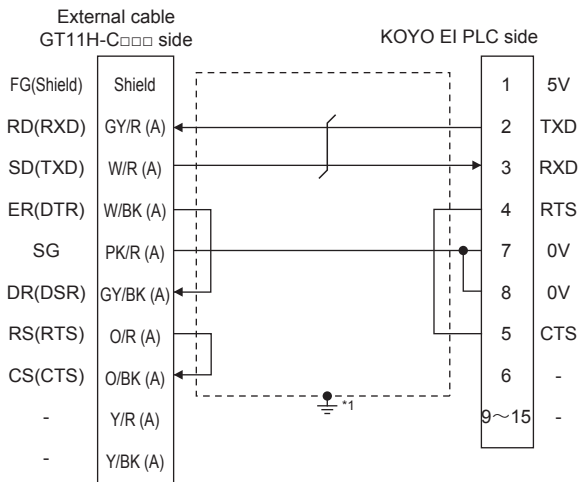 External cable
GT11H-C□□□ side
KOYO EI PLC side
FG(Shield) Shield 1 5V
RD(RXD) GY/R (A) 2 TXD
SD(TXD) W/R (A) 3 RXD
ER(DTR) W/BK (A) 4 RTS
SG PK/R (A) 7 0V
DR(DSR) GY/BK (A) 8 0V
RS(RTS) O/R (A) 5 CTS
CS(CTS) O/BK (A) 6 -
*1
- Y/R (A) 9～15 -
- Y/BK (A)